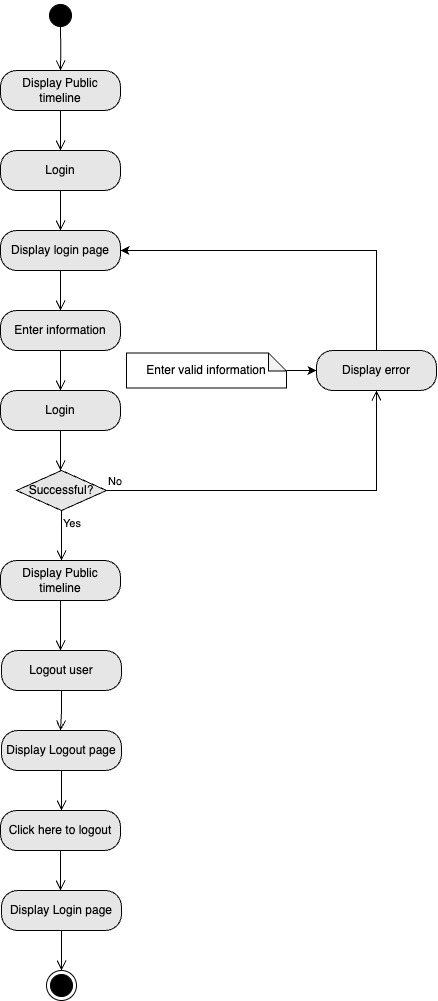 Display Public
timeline
Login
Display login page
Enter information
Enter valid information
Display error
Login
Successful?
No
Yes
Display Public
timeline
Logout user
Display Logout page
Click here to logout
Display Login page